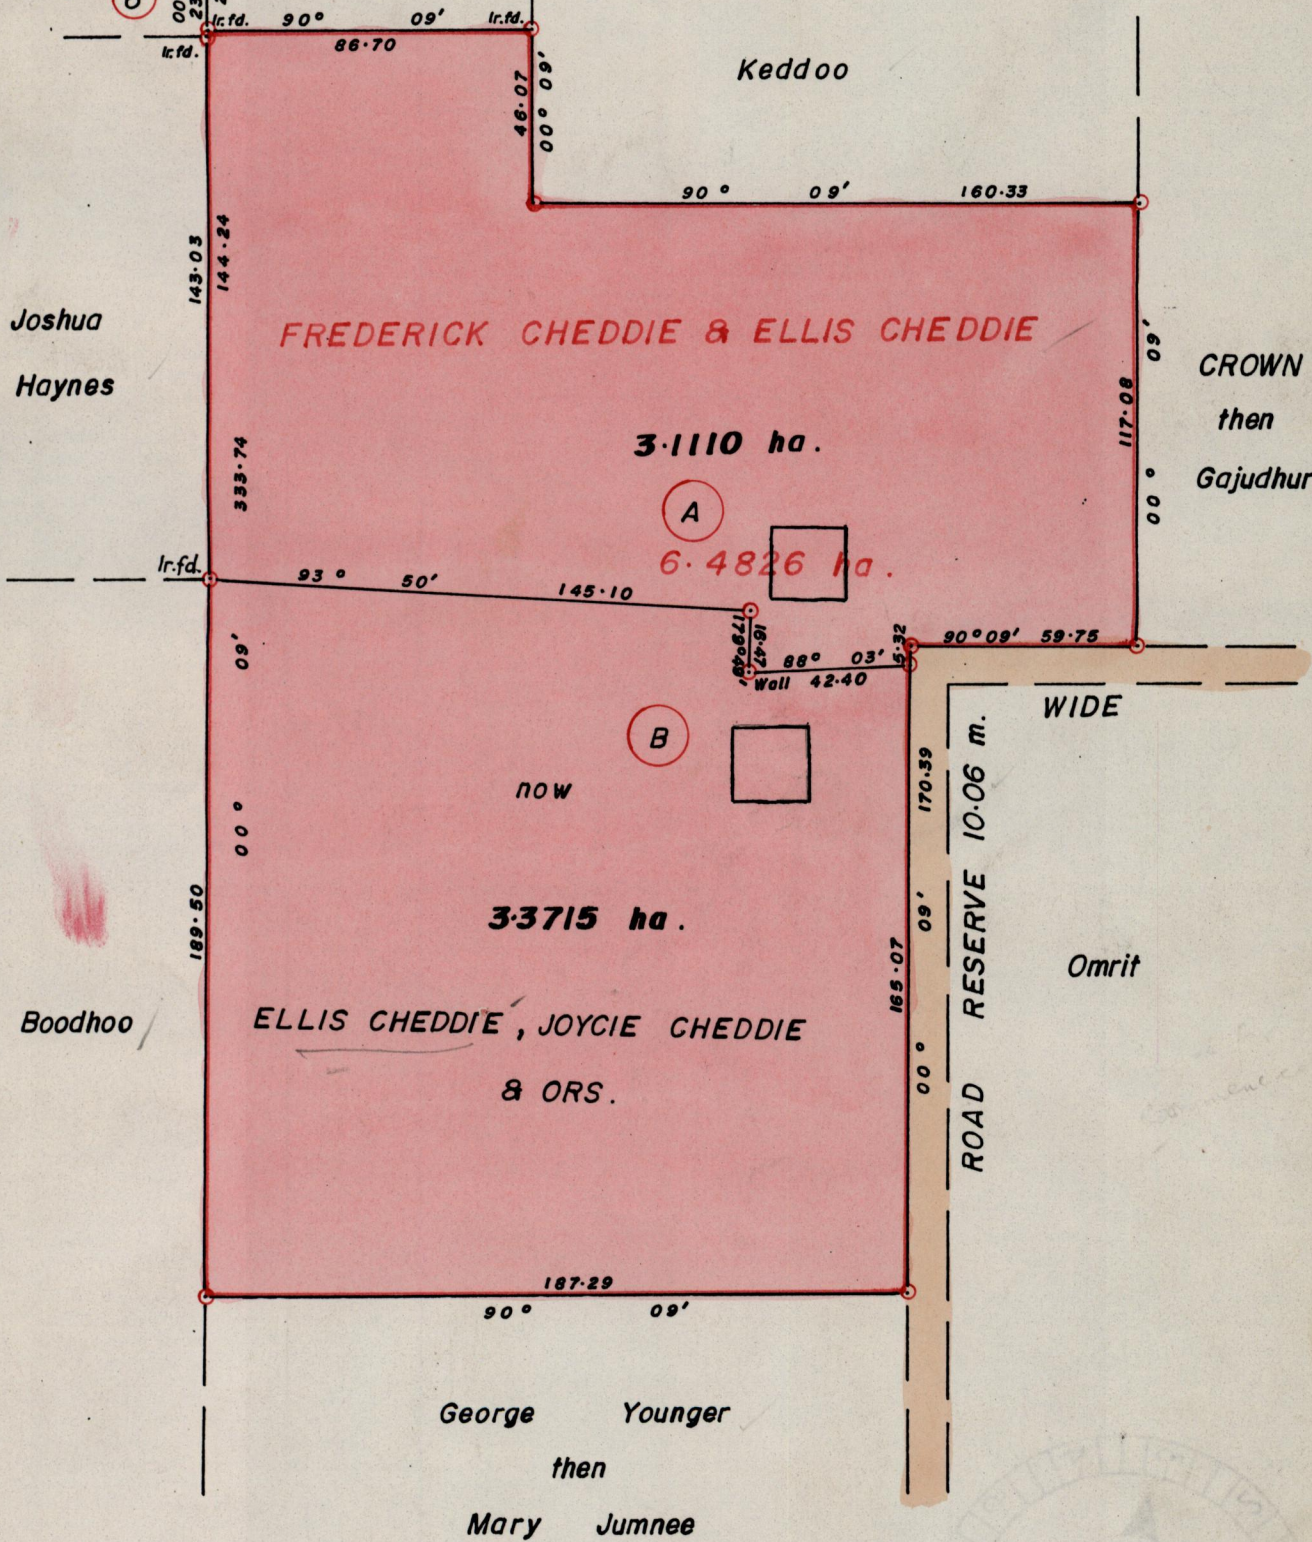 Ir.fd. 90° 09' Ir.fd.
Ir.fd. 86·70
46·07
00° 09'
Keddoo
90° 09' 160·33
143·03
144·24
Joshua
Haynes
FREDERICK CHEDDIE & ELLIS CHEDDIE
117·08
00° 09'
CROWN
then
Gajudhur
333·74
3·1110 ha.
A
6·4826 ha.
Ir.fd.
93° 50' 145·10
179°49'
16·47
88° 03'
Wall 42·40
5·32
90°09' 59·75
WIDE
00° 09'
B
now
170·39
ROAD RESERVE 10·06 m.
189·50
3·3715 ha.
165·07
00° 09'
Omrit
Boodhoo
ELLIS CHEDDIE, JOYCIE CHEDDIE
& ORS.
187·29
90° 09'
George Younger
then
Mary Jumnee